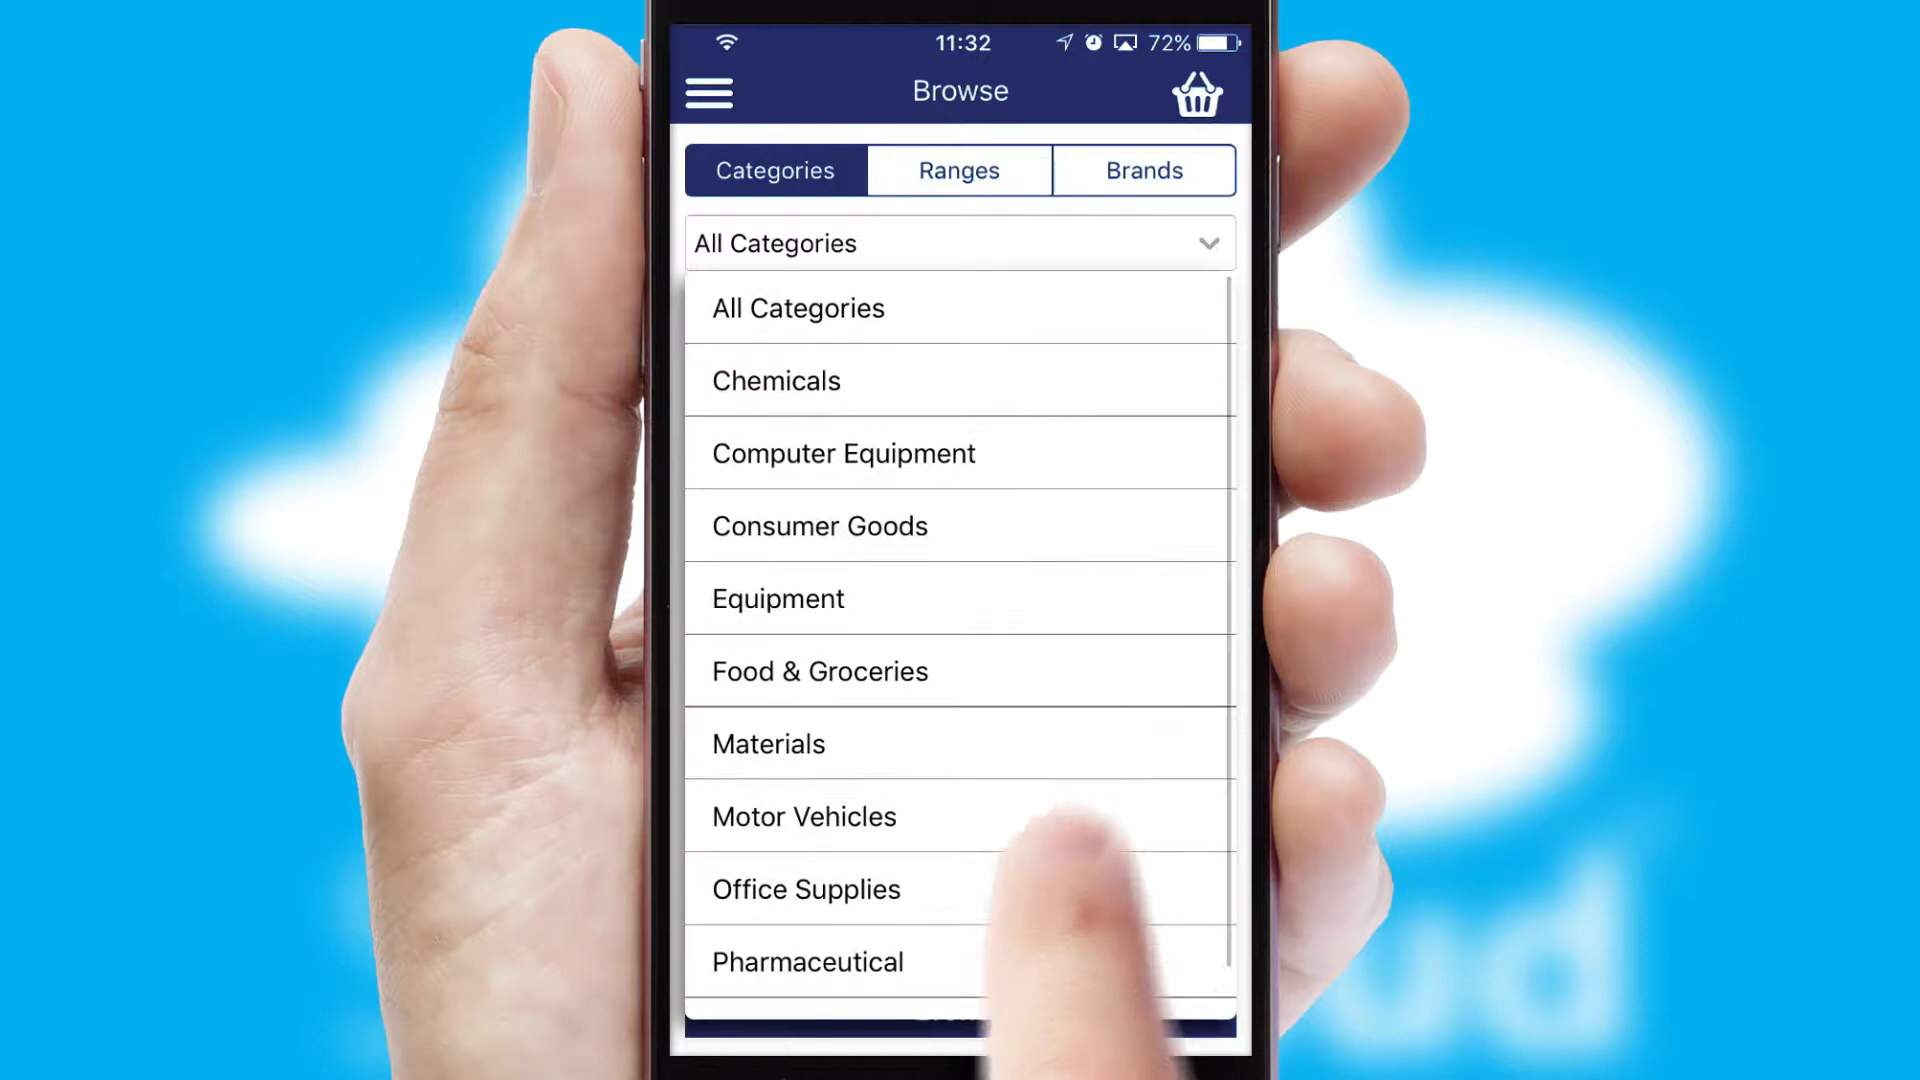 11:32
72%
Browse
Categories
Ranges
Brands
All Categories
All Categories
Chemicals
Computer Equipment
Consumer Goods
Equipment
Food & Groceries
Materials
Motor Vehicles
Office Supplies
Pharmaceutical
ud